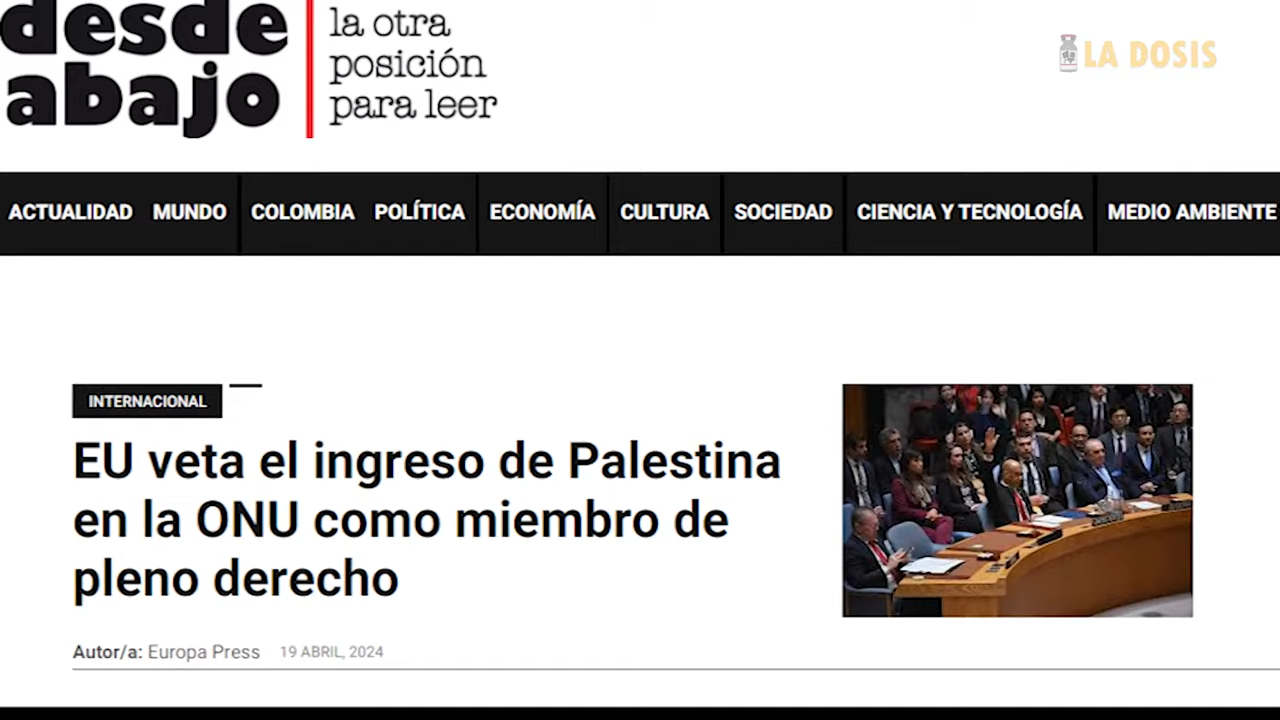 desde
abajo
la otra
posición
para leer
LA DOSIS
ACTUALIDAD MUNDO COLOMBIA POLÍTICA ECONOMÍA CULTURA SOCIEDAD CIENCIA Y TECNOLOGÍA MEDIO AMBIENTE
INTERNACIONAL
EU veta el ingreso de Palestina
en la ONU como miembro de
pleno derecho
Autor/a: Europa Press 19 ABRIL, 2024